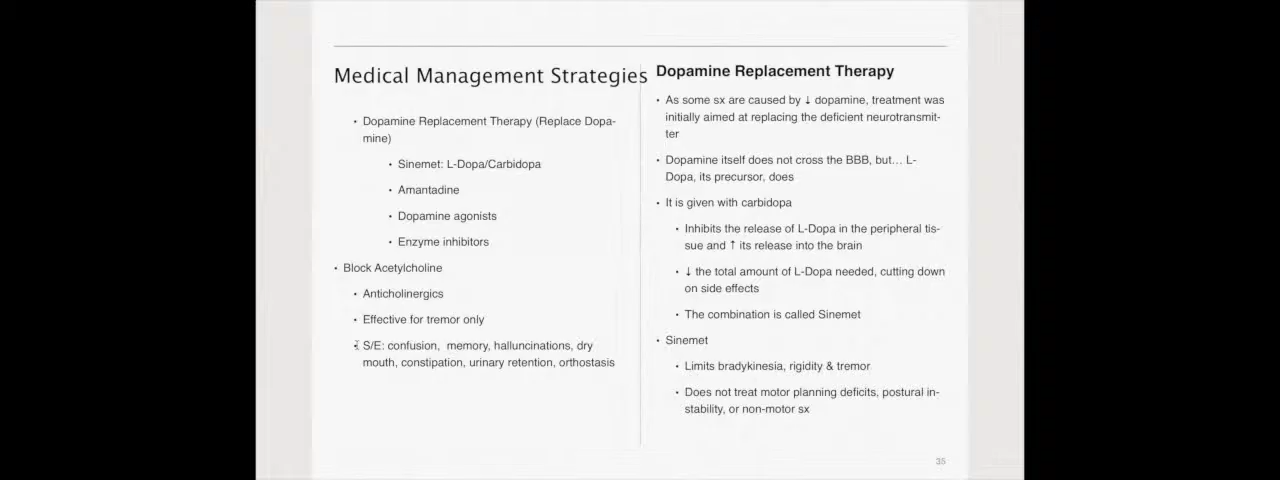 Medical Management Strategies
• Dopamine Replacement Therapy (Replace Dopa-
mine)
• Sinemet: L-Dopa/Carbidopa
• Amantadine
• Dopamine agonists
• Enzyme inhibitors
• Block Acetylcholine
• Anticholinergics
• Effective for tremor only
• S/E: confusion, memory, halluncinations, dry
mouth, constipation, urinary retention, orthostasis
Dopamine Replacement Therapy
• As some sx are caused by ↓ dopamine, treatment was
initially aimed at replacing the deficient neurotransmit-
ter
• Dopamine itself does not cross the BBB, but... L-
Dopa, its precursor, does
• It is given with carbidopa
• Inhibits the release of L-Dopa in the peripheral tis-
sue and ↑ its release into the brain
• ↓ the total amount of L-Dopa needed, cutting down
on side effects
• The combination is called Sinemet
• Sinemet
• Limits bradykinesia, rigidity & tremor
• Does not treat motor planning deficits, postural in-
stability, or non-motor sx
35